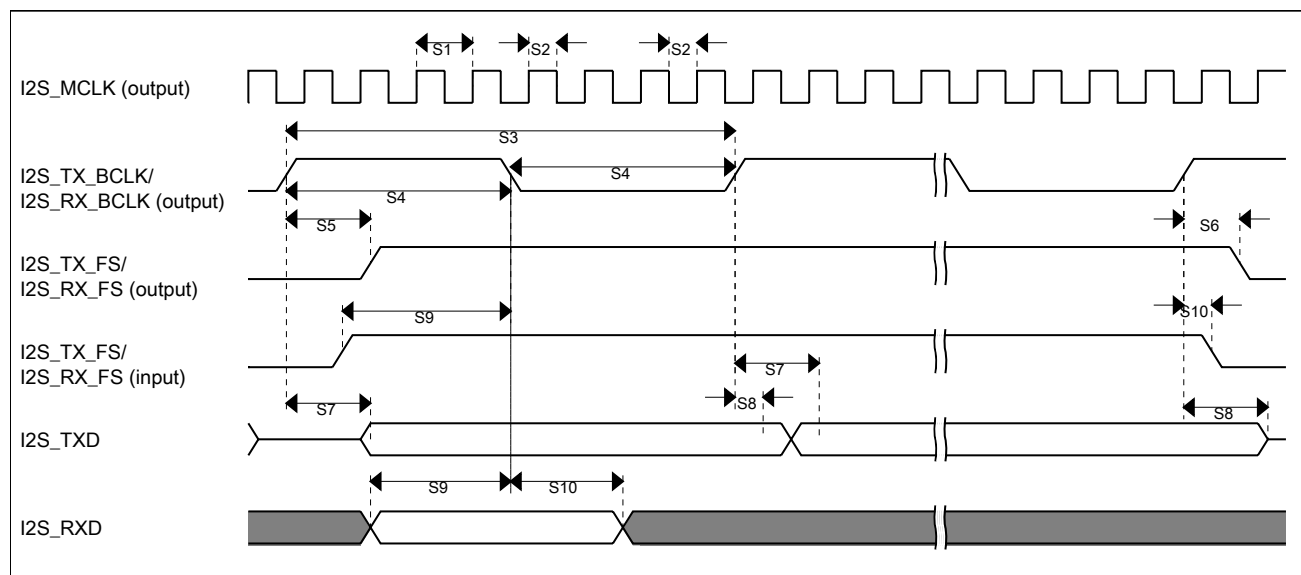 S1
S2
S2
I2S_MCLK (output)
S3
I2S_TX_BCLK/
I2S_RX_BCLK (output)
S4
S4
S5
S6
I2S_TX_FS/
I2S_RX_FS (output)
S9
S10
I2S_TX_FS/
I2S_RX_FS (input)
S7
S7
S8
S8
I2S_TXD
S9
S10
I2S_RXD